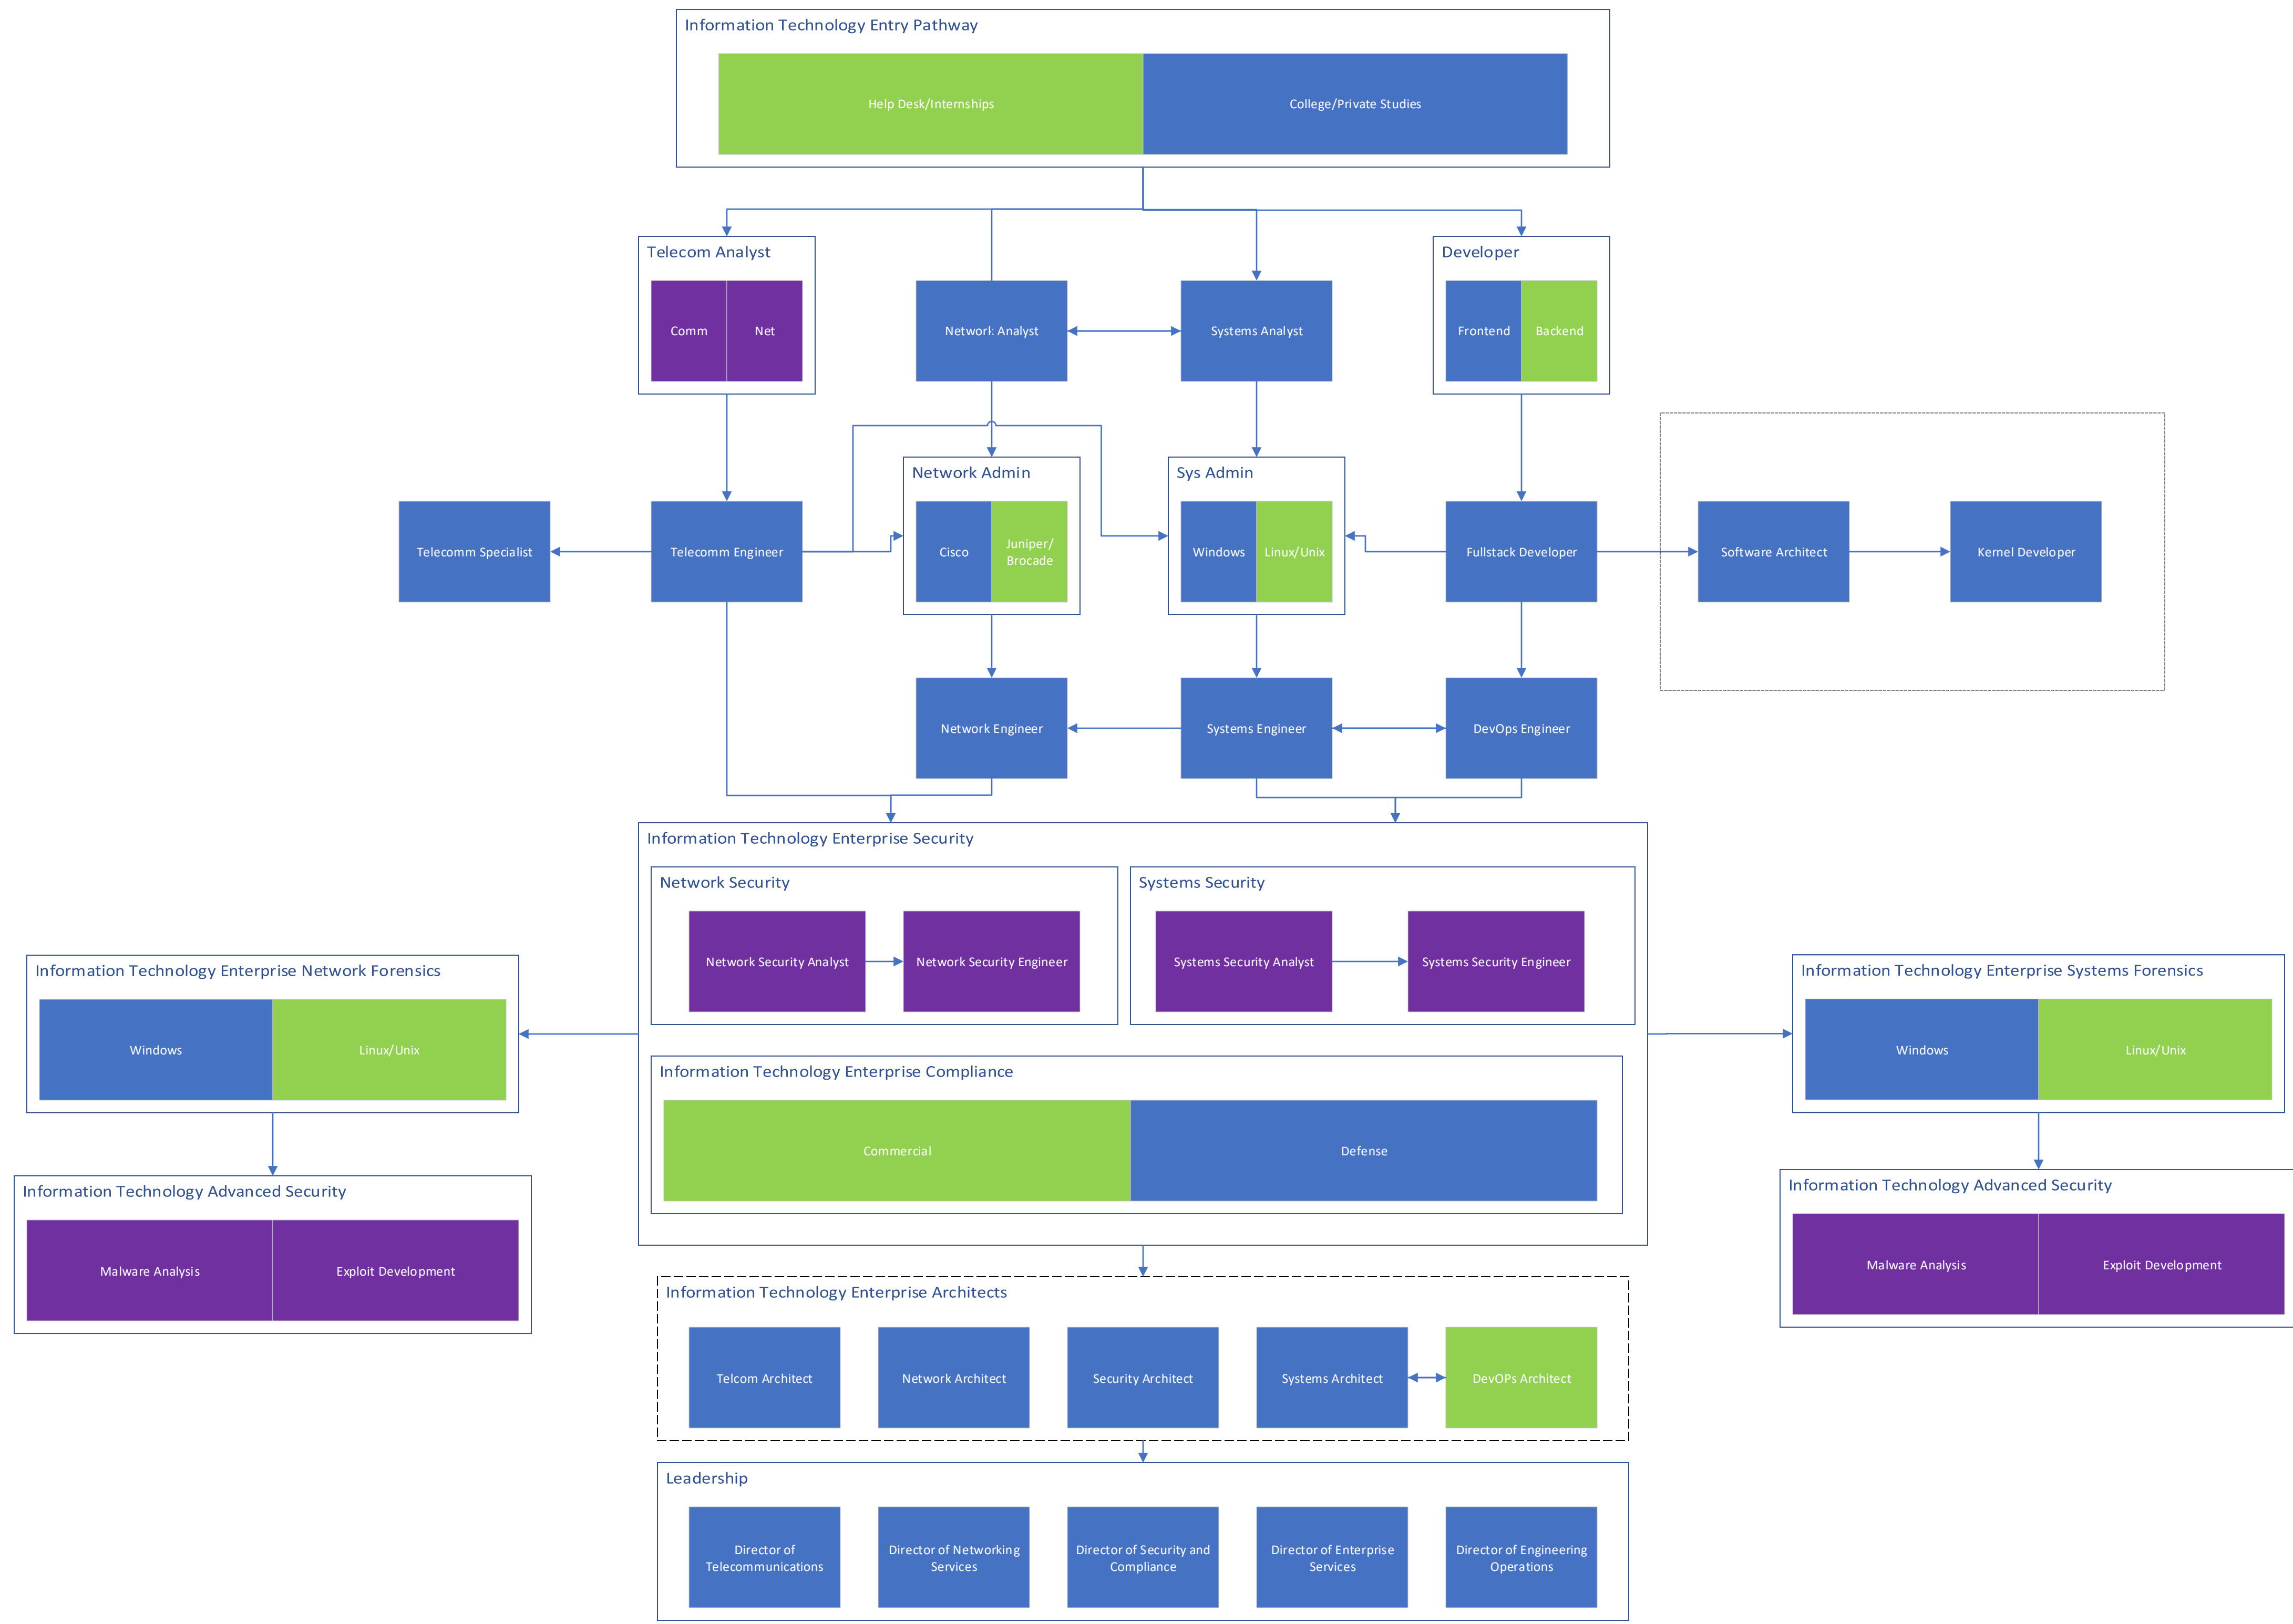 Information Technology Entry Pathway
Help Desk/Internships
College/Private Studies
Telecom Analyst
Comm
Net
Network Analyst
Systems Analyst
Developer
Frontend
Backend
Telecomm Specialist
Telecomm Engineer
Network Admin
Cisco
Juniper/
Brocade
Sys Admin
Windows
Linux/Unix
Fullstack Developer
Software Architect
Kernel Developer
Network Engineer
Systems Engineer
DevOps Engineer
Information Technology Enterprise Security
Network Security
Network Security Analyst
Network Security Engineer
Systems Security
Systems Security Analyst
Systems Security Engineer
Information Technology Enterprise Compliance
Commercial
Defense
Information Technology Enterprise Network Forensics
Windows
Linux/Unix
Information Technology Enterprise Systems Forensics
Windows
Linux/Unix
Information Technology Advanced Security
Malware Analysis
Exploit Development
Information Technology Advanced Security
Malware Analysis
Exploit Development
Information Technology Enterprise Architects
Telcom Architect
Network Architect
Security Architect
Systems Architect
DevOPs Architect
Leadership
Director of
Telecommunications
Director of Networking
Services
Director of Security and
Compliance
Director of Enterprise
Services
Director of Engineering
Operations